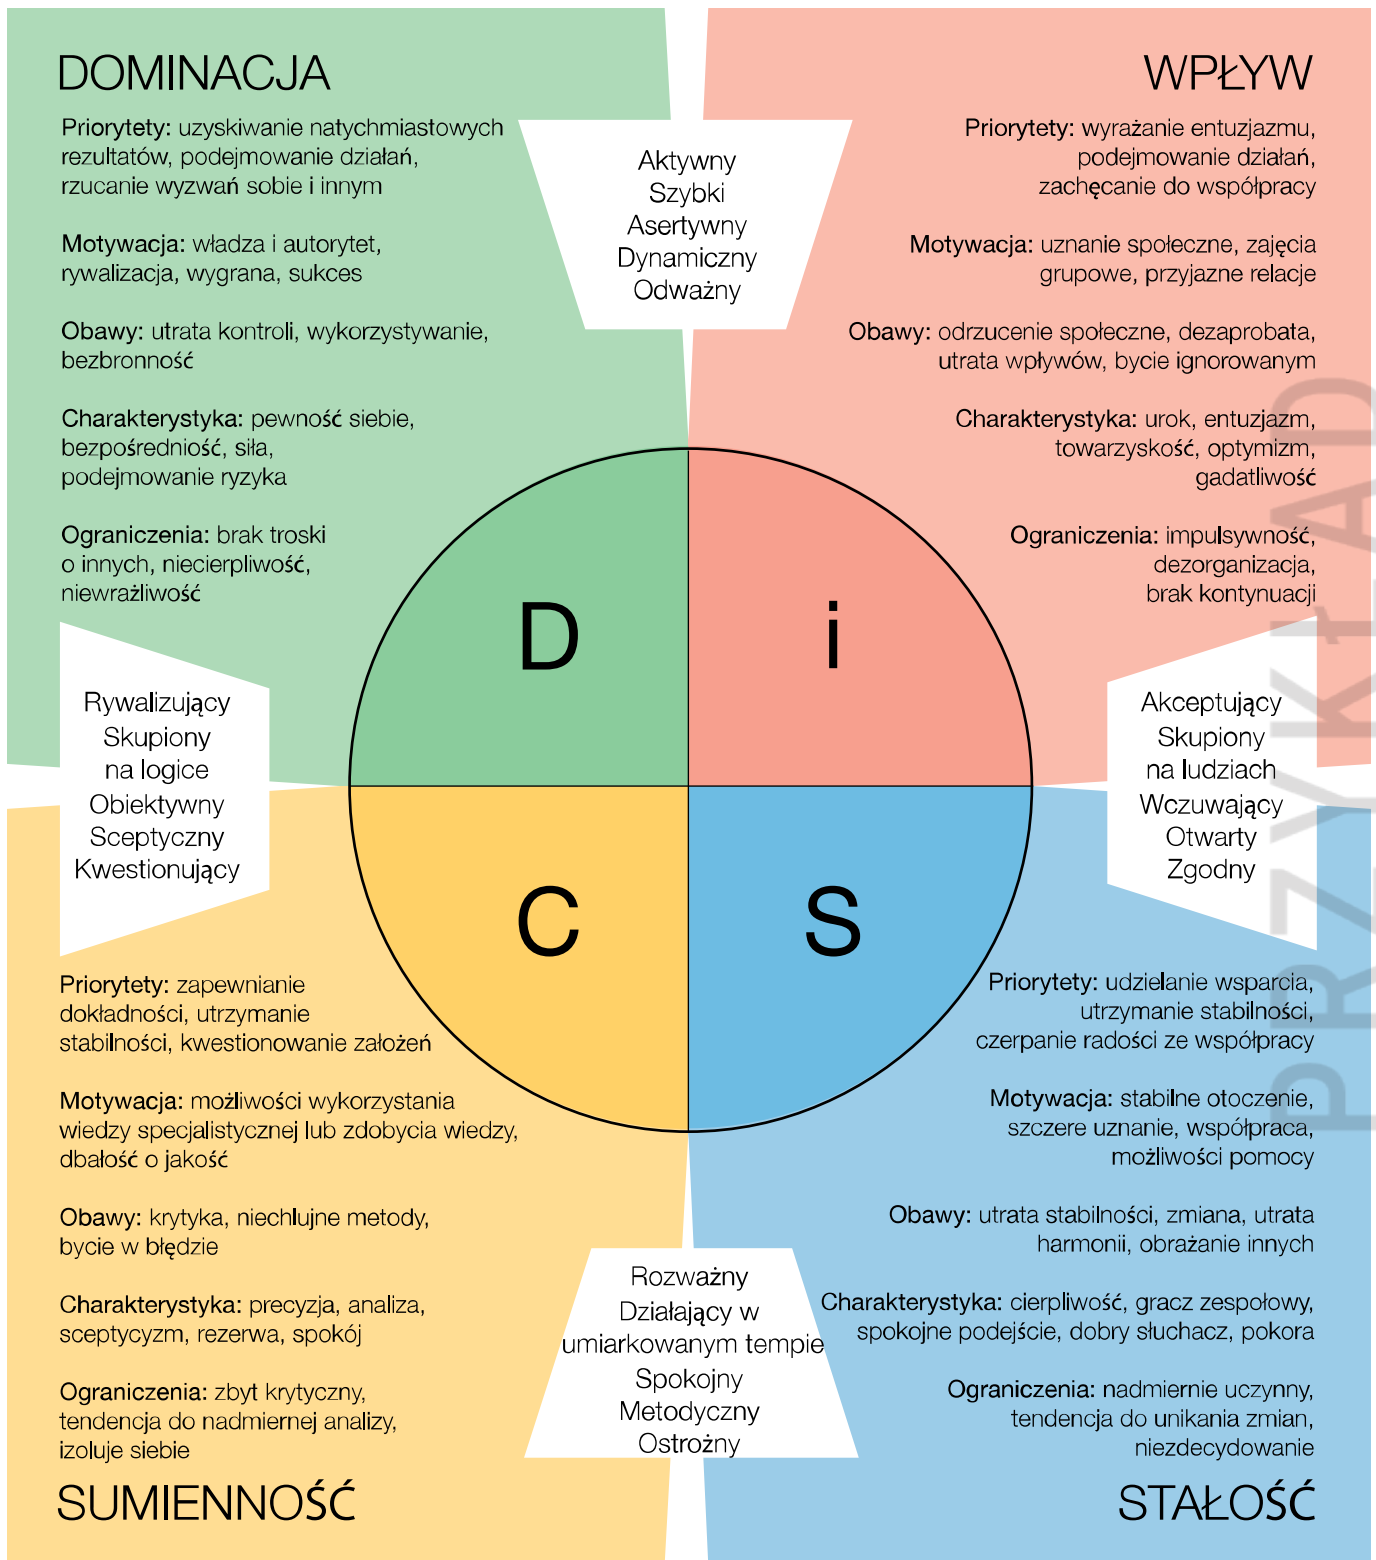 DOMINACJA
Priorytety: uzyskiwanie natychmiastowych
rezultatów, podejmowanie działań,
rzucanie wyzwań sobie i innym
Motywacja: władza i autorytet,
rywalizacja, wygrana, sukces
Obawy: utrata kontroli, wykorzystywanie,
bezbronność
Charakterystyka: pewność siebie,
bezpośredniość, siła,
podejmowanie ryzyka
Ograniczenia: brak troski
o innych, niecierpliwość,
niewrażliwość
Aktywny
Szybki
Asertywny
Dynamiczny
Odważny
WPŁYW
Priorytety: wyrażanie entuzjazmu,
podejmowanie działań,
zachęcanie do współpracy
Motywacja: uznanie społeczne, zajęcia
grupowe, przyjazne relacje
Obawy: odrzucenie społeczne, dezaprobata,
utrata wpływów, bycie ignorowanym
Charakterystyka: urok, entuzjazm,
towarzyskość, optymizm,
gadatliwość
Ograniczenia: impulsywność,
dezorganizacja,
brak kontynuacji
D
i
Rywalizujący
Skupiony
na logice
Obiektywny
Sceptyczny
Kwestionujący
Akceptujący
Skupiony
na ludziach
Wczuwający
Otwarty
Zgodny
PRZYKŁAD
C
S
Priorytety: zapewnianie
dokładności, utrzymanie
stabilności, kwestionowanie założeń
Motywacja: możliwości wykorzystania
wiedzy specjalistycznej lub zdobycia wiedzy,
dbałość o jakość
Obawy: krytyka, niechlujne metody,
bycie w błędzie
Charakterystyka: precyzja, analiza,
sceptycyzm, rezerwa, spokój
Ograniczenia: zbyt krytyczny,
tendencja do nadmiernej analizy,
izoluje siebie
SUMIENNOŚĆ
Rozważny
Działający w
umiarkowanym tempie
Spokojny
Metodyczny
Ostrożny
Priorytety: udzielanie wsparcia,
utrzymanie stabilności,
czerpanie radości ze współpracy
Motywacja: stabilne otoczenie,
szczere uznanie, współpraca,
możliwości pomocy
Obawy: utrata stabilności, zmiana, utrata
harmonii, obrażanie innych
Charakterystyka: cierpliwość, gracz zespołowy,
spokojne podejście, dobry słuchacz, pokora
Ograniczenia: nadmiernie uczynny,
tendencja do unikania zmian,
niezdecydowanie
STAŁOŚĆ